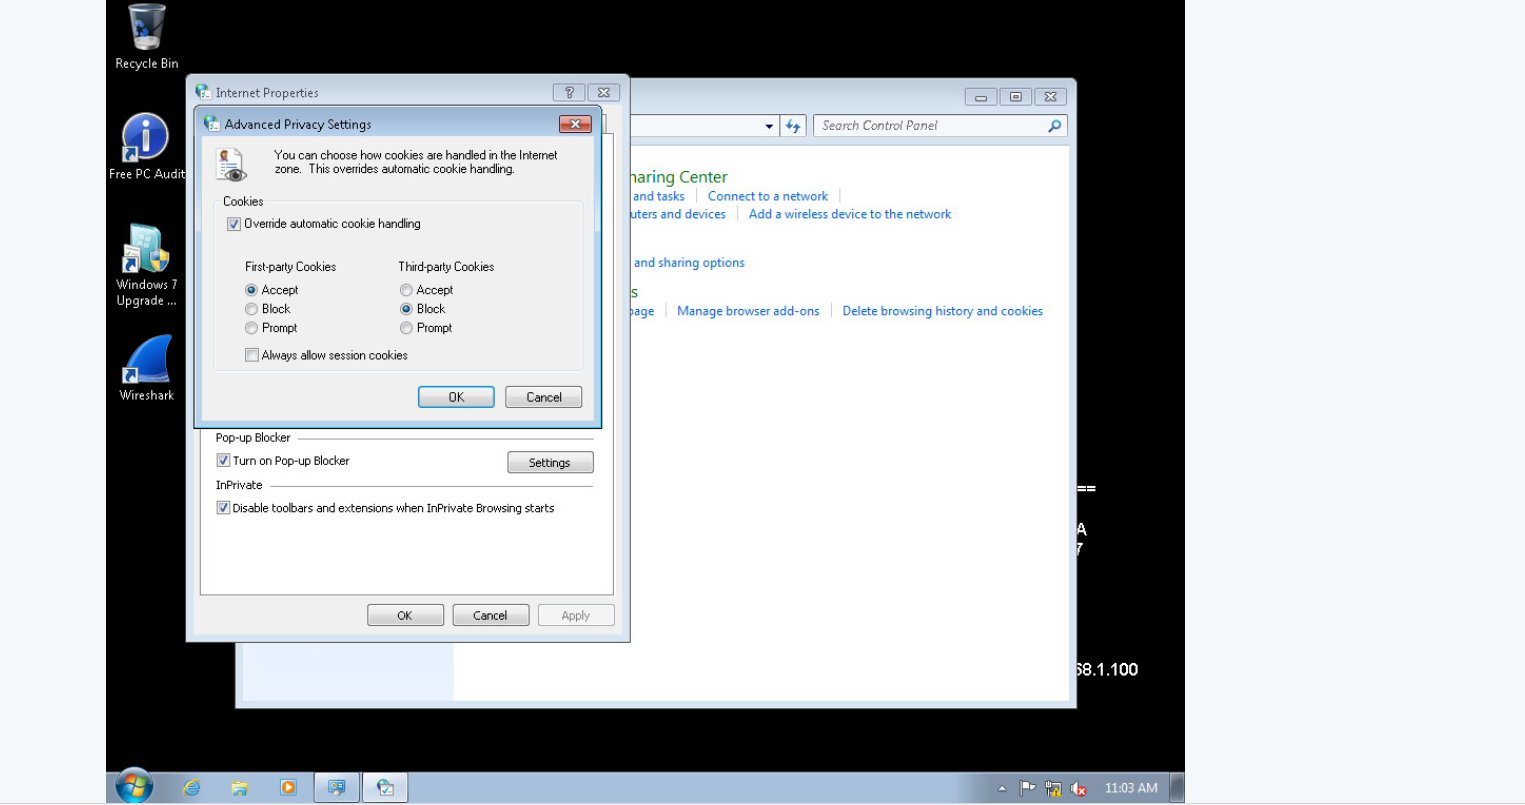 Recycle Bin
Free PC Audit
Windows 7
Upgrade ...
Wireshark
Internet Properties
Advanced Privacy Settings
You can choose how cookies are handled in the Internet
zone. This overrides automatic cookie handling.
Cookies
Override automatic cookie handling
First-party Cookies Third-party Cookies
Accept Accept
Block Block
Prompt Prompt
Always allow session cookies
OK Cancel
Pop-up Blocker
Turn on Pop-up Blocker Settings
InPrivate
Disable toolbars and extensions when InPrivate Browsing starts
OK Cancel Apply
Search Control Panel
haring Center
and tasks Connect to a network
uters and devices Add a wireless device to the network
and sharing options
s
page Manage browser add-ons Delete browsing history and cookies
==
A
7
68.1.100
11:03 AM